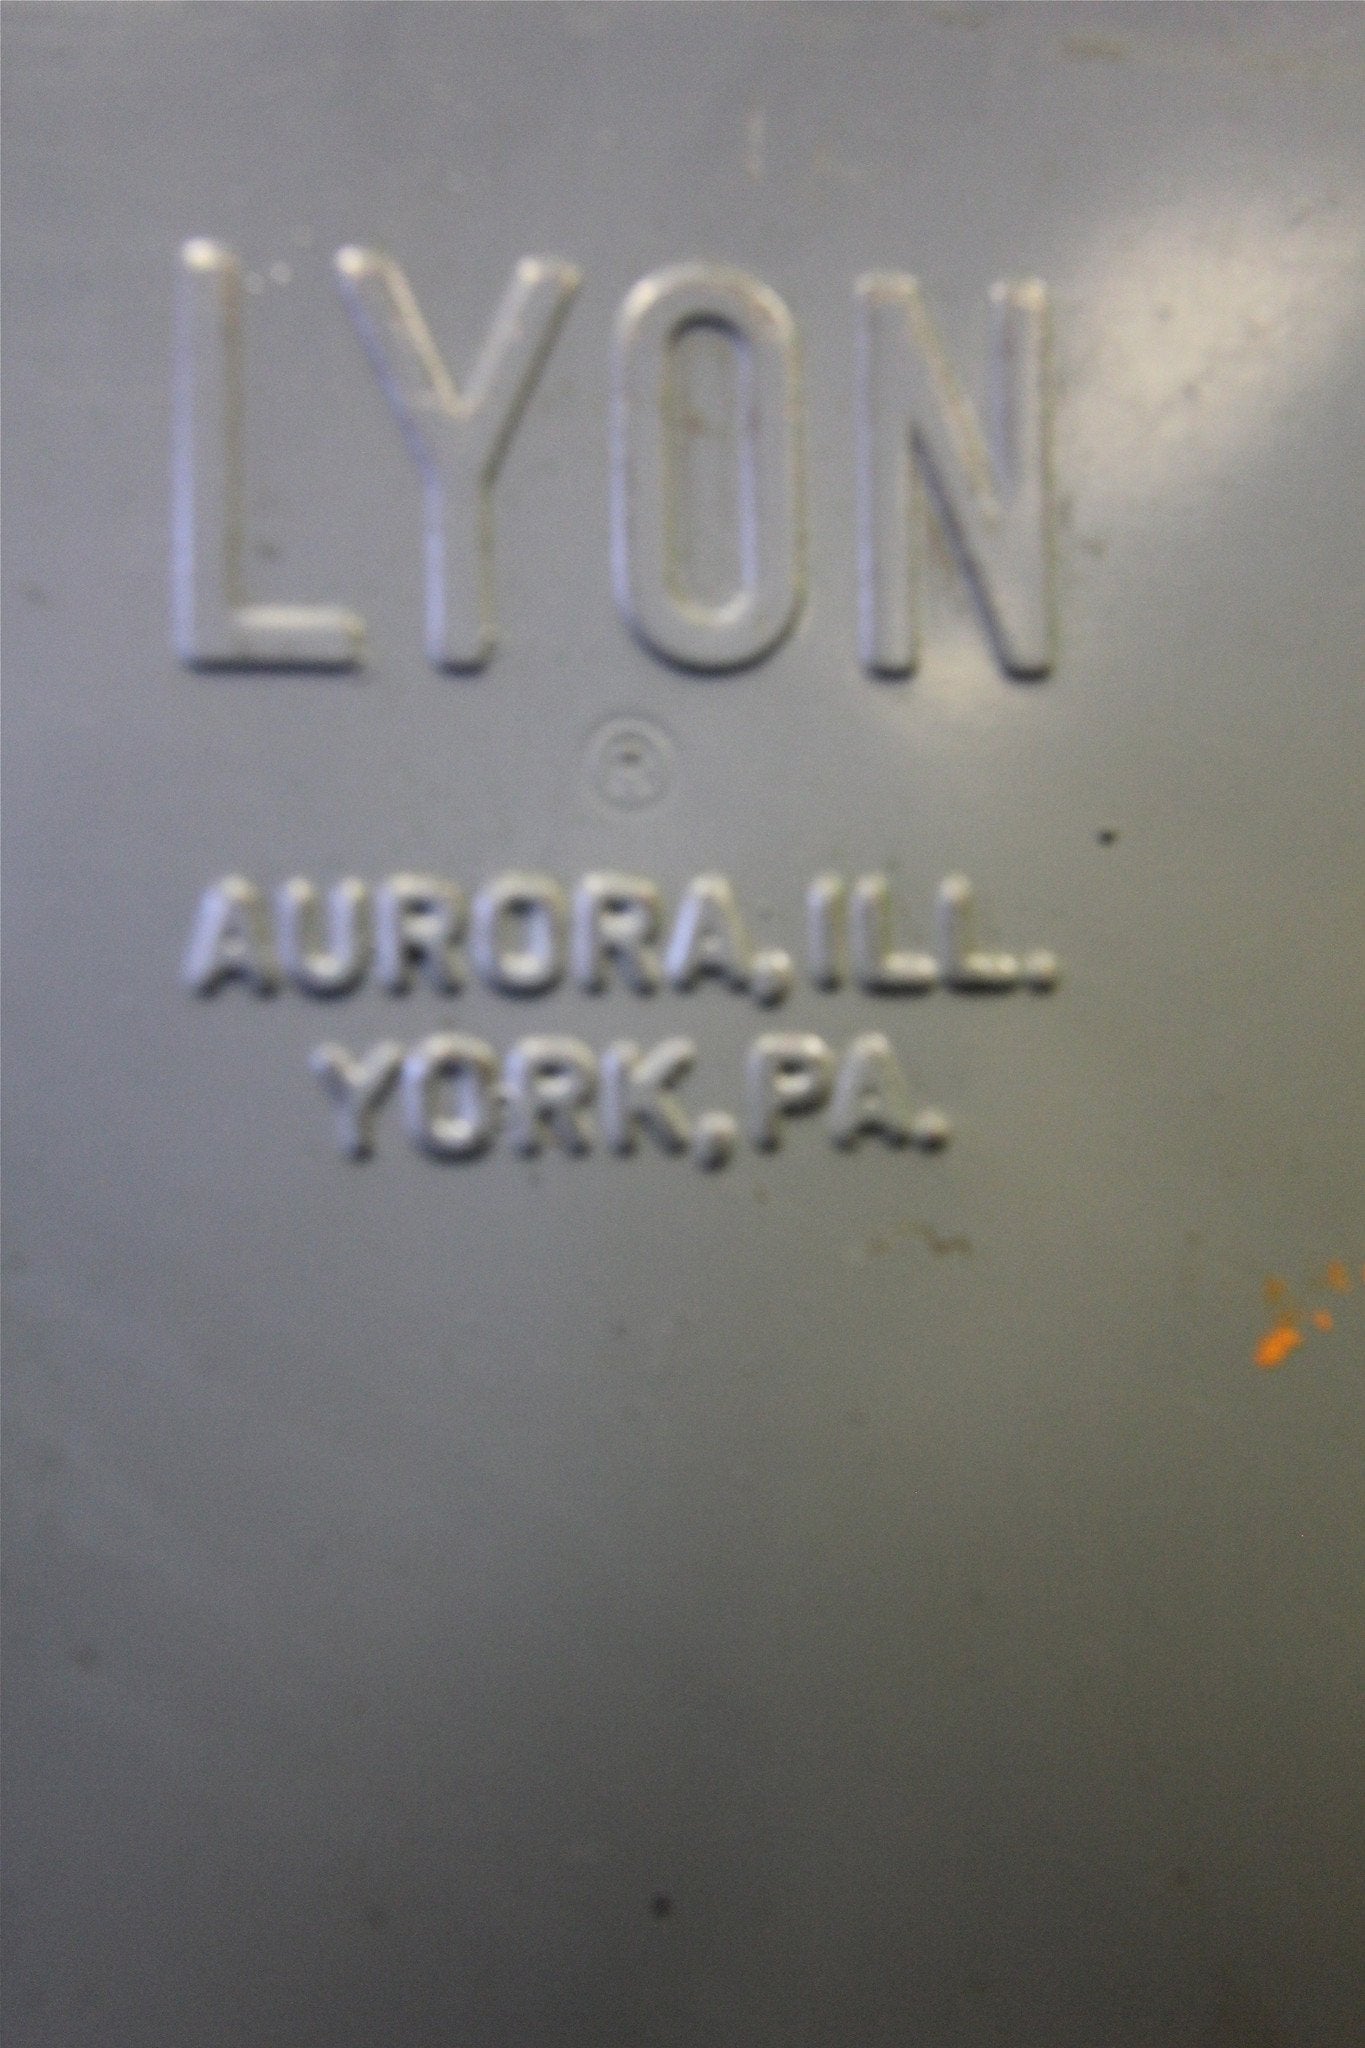 LYON
®
AURORA, ILL.
YORK, PA.